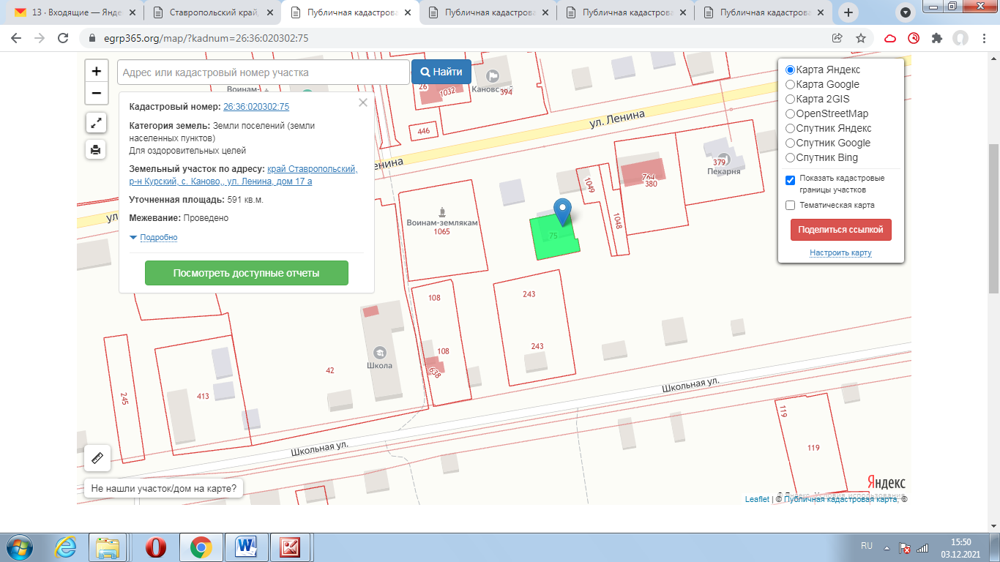 13 · Входящие — Янде
Ставропольский край,
Публичная кадастрова
Публичная кадастрова
Публичная кадастрова
Публичная кадастрова
egrp365.org/map/?kadnum=26:36:020302:75
+
−
Адрес или кадастровый номер участка
Найти
Кадастровый номер: 26:36:020302:75
Категория земель: Земли поселений (земли
населенных пунктов)
Для оздоровительных целей
Земельный участок по адресу: край Ставропольский,
р-н Курский, с. Каново,, ул. Ленина, дом 17 а
Уточненная площадь: 591 кв.м.
Межевание: Проведено
Подробно
Посмотреть доступные отчеты
Карта Яндекс
Карта Google
Карта 2GIS
OpenStreetMap
Спутник Яндекс
Спутник Google
Спутник Bing
Показать кадастровые
границы участков
Тематическая карта
Поделиться ссылкой
Настроить карту
Воинам-
26
1032
394
446
ул. Ленина
ул.
1049
1048
764
380
379
Пекарня
Воинам-землякам
1065
75
108
108
638
243
243
42
Школа
413
245
Школьная ул.
Школьная ул.
119
119
Не нашли участок/дом на карте?
Яндекс
Условия использования
Leaflet | © Публичная кадастровая карта, ©
RU
15:50
03.12.2021